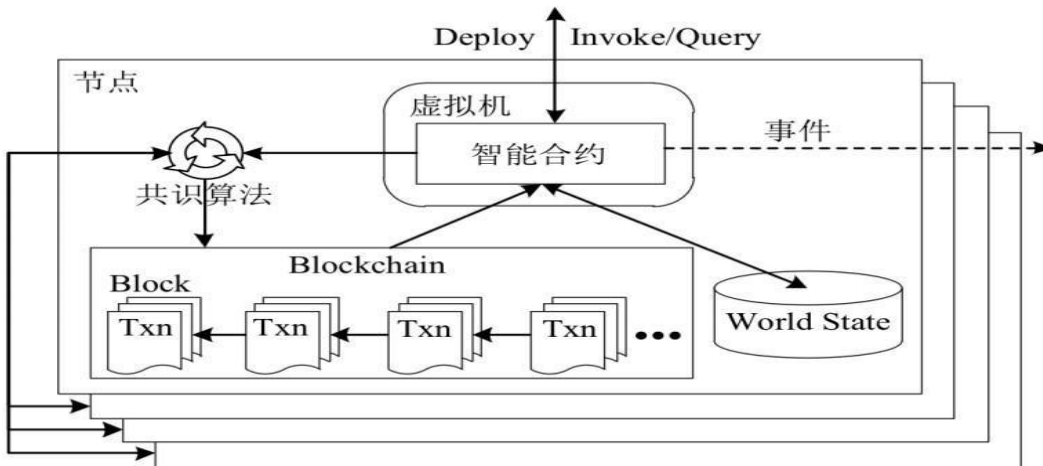 Deploy Invoke/Query
节点
虚拟机
智能合约
事件
共识算法
Blockchain
Block
Txn Txn Txn Txn •••
World State